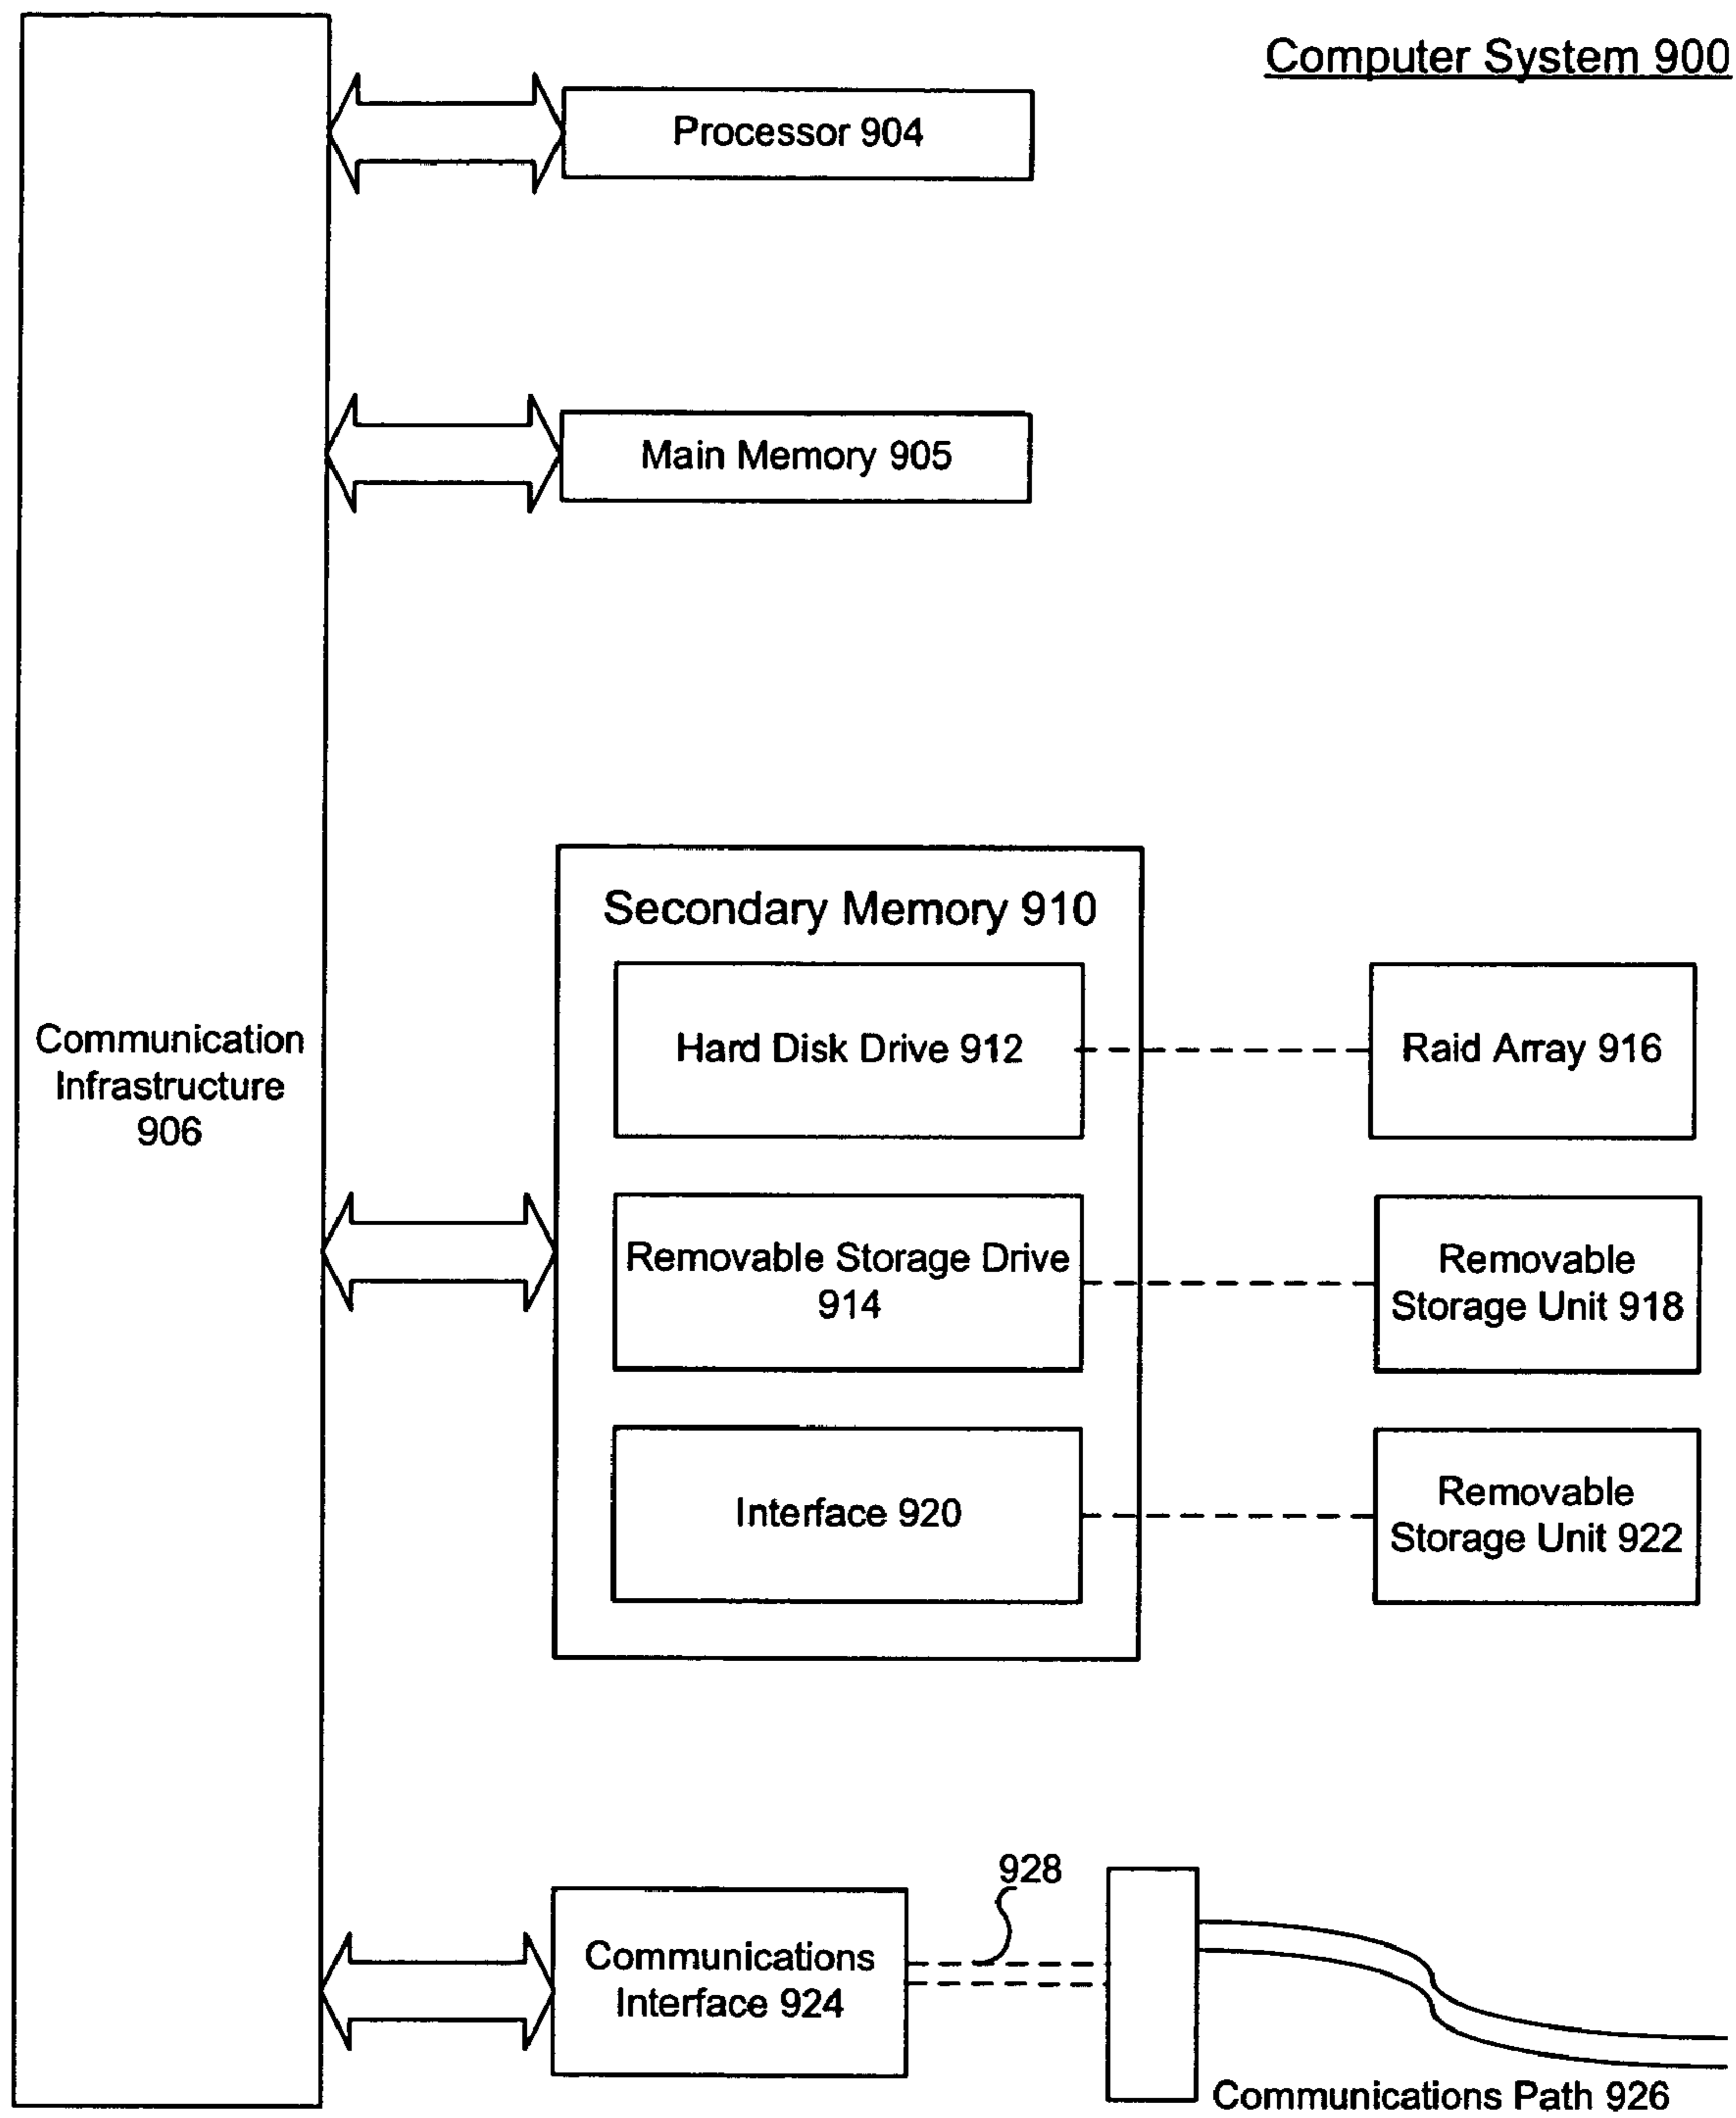 Computer System 900
Processor 904
Main Memory 905
Secondary Memory 910
Communication
Infrastructure
906
Hard Disk Drive 912
Raid Array 916
Removable Storage Drive
914
Removable
Storage Unit 918
Interface 920
Removable
Storage Unit 922
928
Communications
Interface 924
Communications Path 926